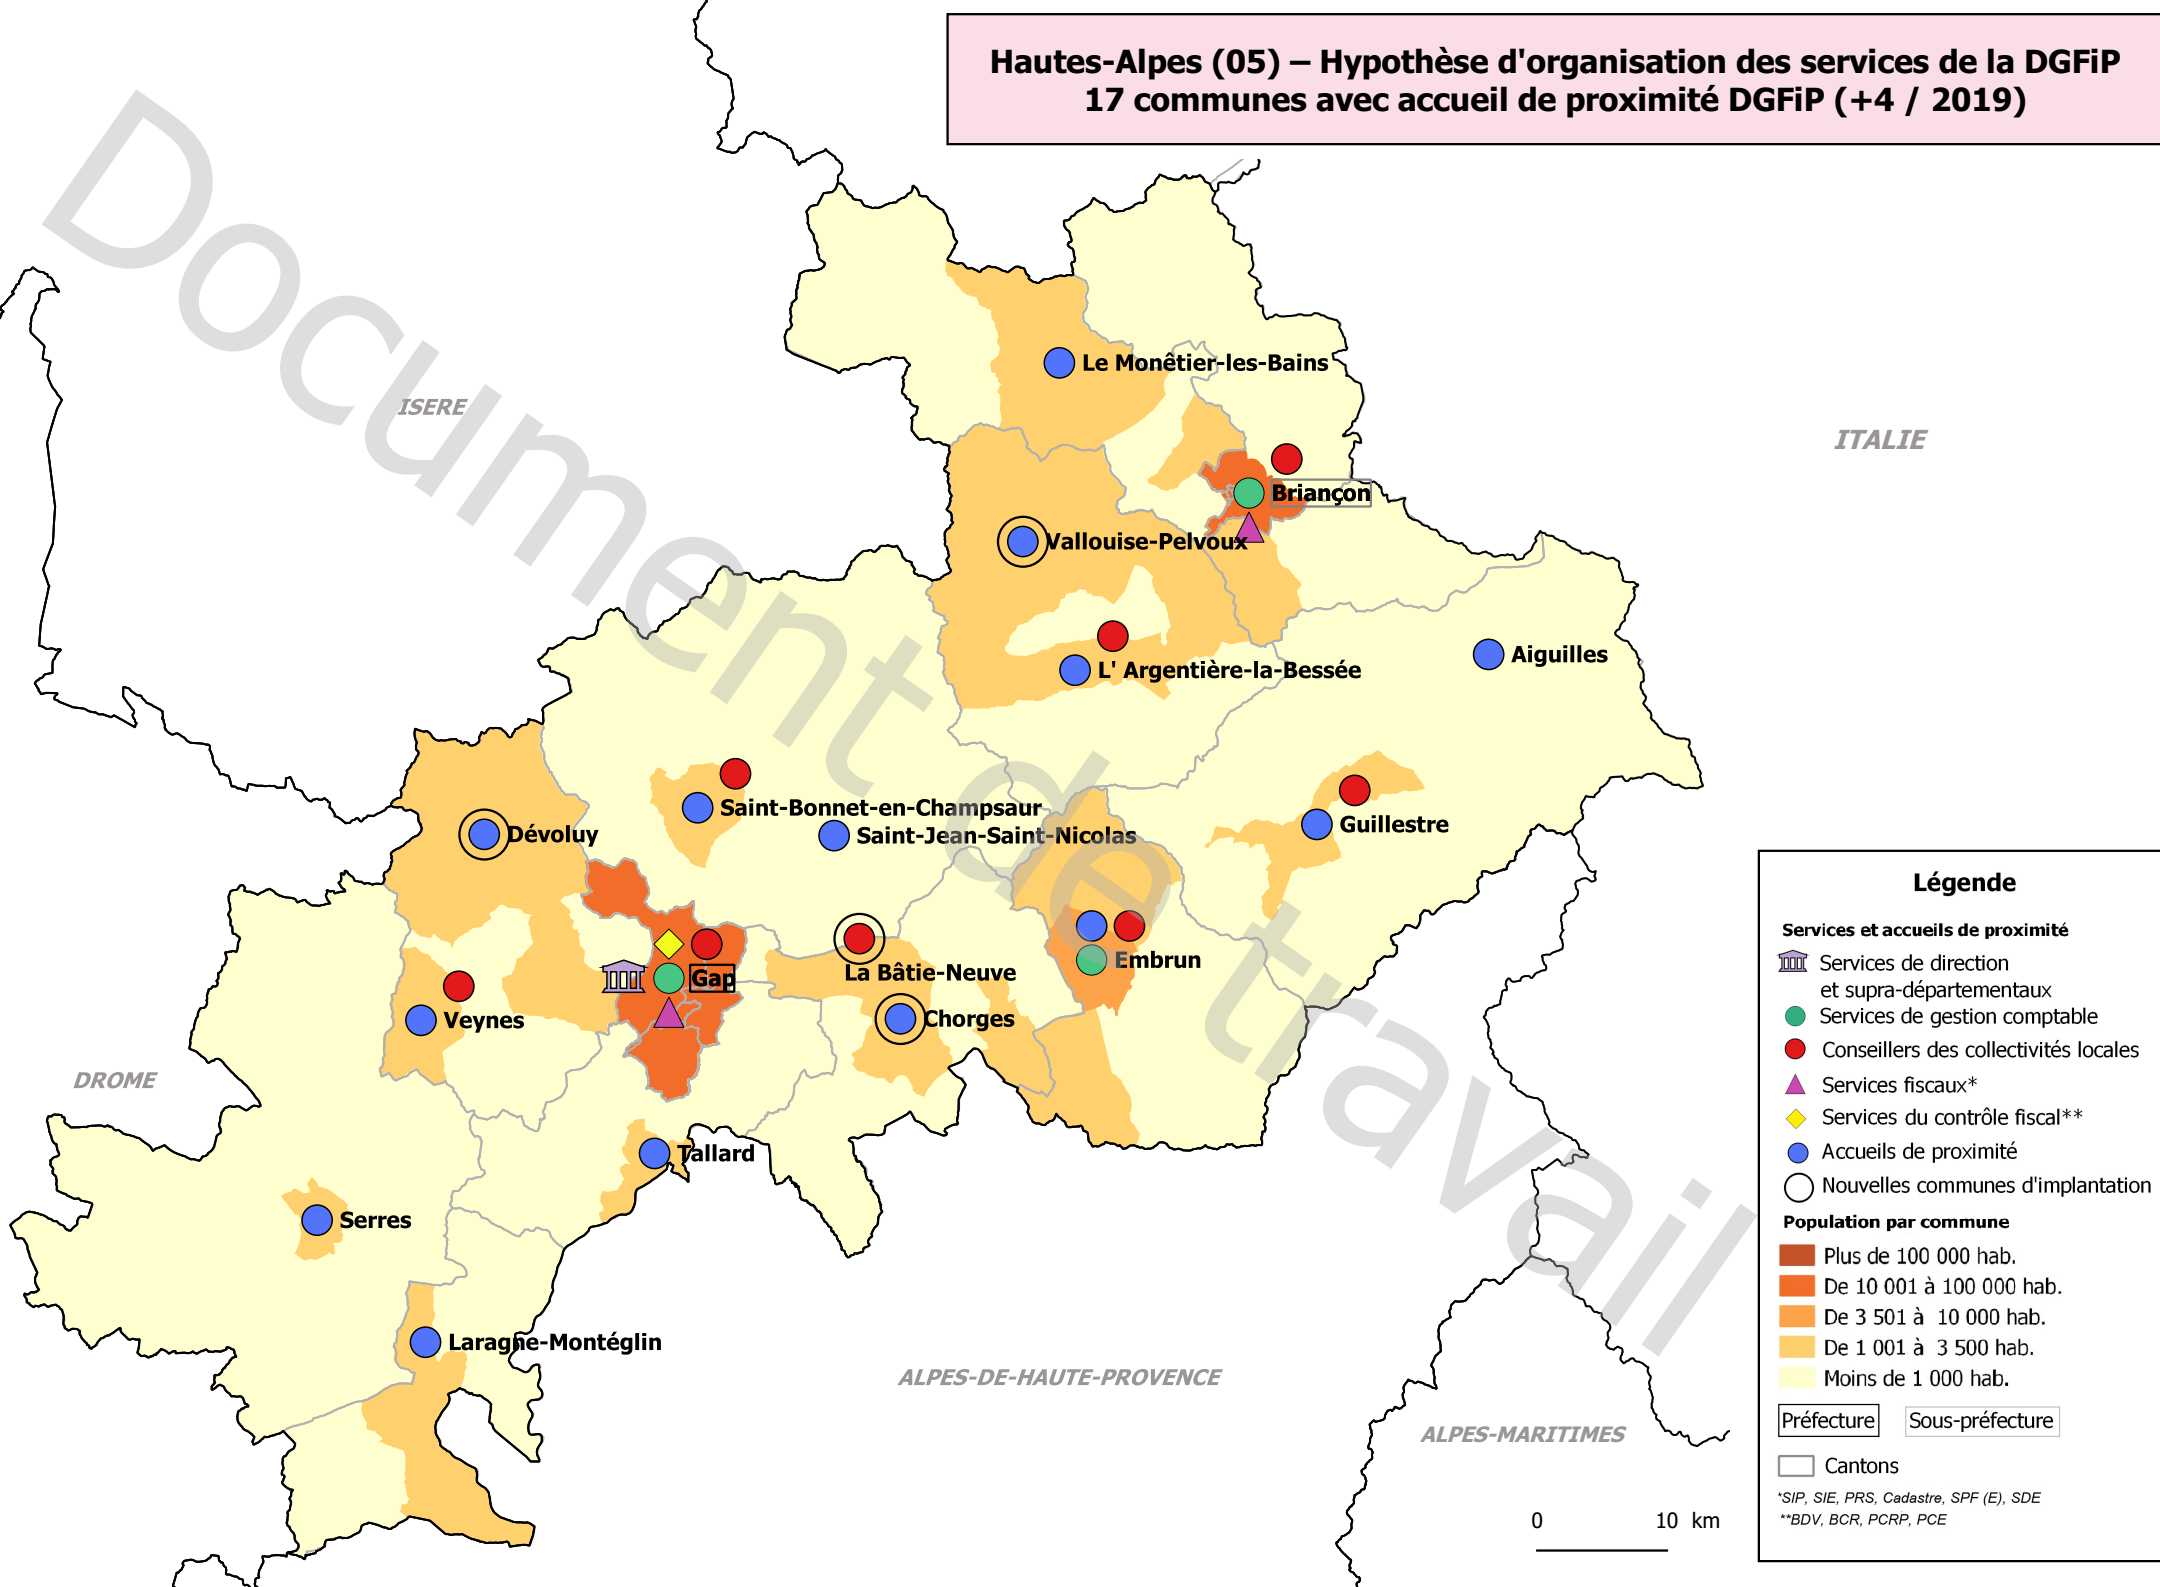 Hautes-Alpes (05) – Hypothèse d'organisation des services de la DGFiP
17 communes avec accueil de proximité DGFiP (+4 / 2019)
Document de travail
ISERE
ITALIE
DROME
ALPES-DE-HAUTE-PROVENCE
ALPES-MARITIMES
Le Monêtier-les-Bains
Briançon
Vallouise-Pelvoux
L' Argentière-la-Bessée
Aiguilles
Saint-Bonnet-en-Champsaur
Saint-Jean-Saint-Nicolas
Guillestre
Dévoluy
Embrun
La Bâtie-Neuve
Gap
Chorges
Veynes
Tallard
Serres
Laragne-Montéglin
0 10 km
Légende
Services et accueils de proximité
Services de direction
et supra-départementaux
Services de gestion comptable
Conseillers des collectivités locales
Services fiscaux*
Services du contrôle fiscal**
Accueils de proximité
Nouvelles communes d'implantation
Population par commune
Plus de 100 000 hab.
De 10 001 à 100 000 hab.
De 3 501 à 10 000 hab.
De 1 001 à 3 500 hab.
Moins de 1 000 hab.
Préfecture
Sous-préfecture
Cantons
*SIP, SIE, PRS, Cadastre, SPF (E), SDE
**BDV, BCR, PCRP, PCE